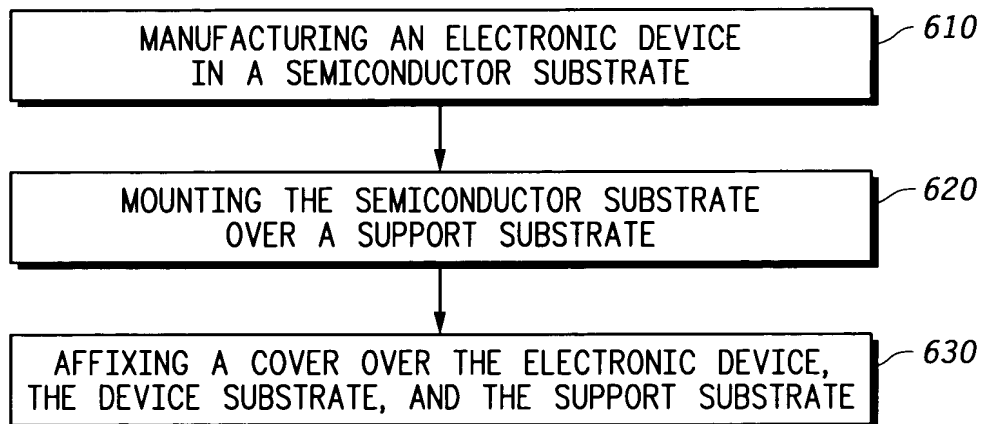 MANUFACTURING AN ELECTRONIC DEVICE
IN A SEMICONDUCTOR SUBSTRATE
610
MOUNTING THE SEMICONDUCTOR SUBSTRATE
OVER A SUPPORT SUBSTRATE
620
AFFIXING A COVER OVER THE ELECTRONIC DEVICE,
THE DEVICE SUBSTRATE, AND THE SUPPORT SUBSTRATE
630